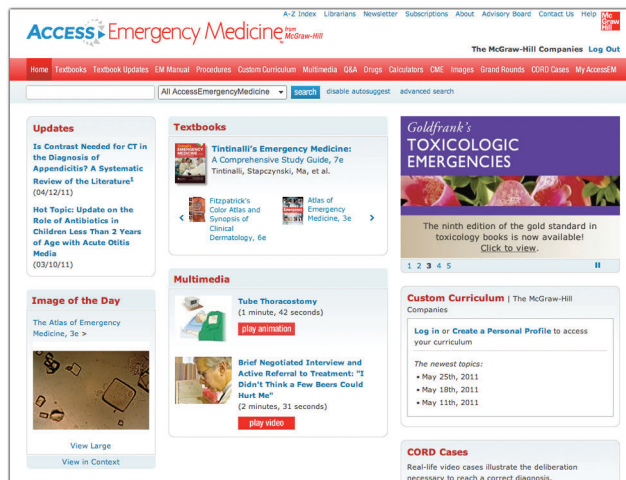 A-Z Index Librarians Newsletter Subscriptions About Advisory Board Contact Us Help
Mc
Graw
Hill
ACCESS Emergency Medicine from McGraw-Hill
The McGraw-Hill Companies Log Out
Home Textbooks Textbook Updates EM Manual Procedures Custom Curriculum Multimedia Q&A Drugs Calculators CME Images Grand Rounds CORD Cases My AccessEM
All AccessEmergencyMedicine search disable autosuggest advanced search
Updates
Is Contrast Needed for CT in
the Diagnosis of
Appendicitis? A Systematic
Review of the Literature1
(04/12/11)
Hot Topic: Update on the
Role of Antibiotics in
Children Less Than 2 Years
of Age with Acute Otitis
Media
(03/10/11)
Image of the Day
The Atlas of Emergency
Medicine, 3e >
View Large
View in Context
Textbooks
Tintinalli's Emergency Medicine:
A Comprehensive Study Guide, 7e
Tintinalli, Stapczynski, Ma, et al.
Fitzpatrick's
Color Atlas and
Synopsis of
Clinical
Dermatology, 6e
Atlas of
Emergency
Medicine, 3e
Multimedia
Tube Thoracostomy
(1 minute, 42 seconds)
play animation
Brief Negotiated Interview and
Active Referral to Treatment: "I
Didn't Think a Few Beers Could
Hurt Me"
(2 minutes, 31 seconds)
play video
Goldfrank's
TOXICOLOGIC
EMERGENCIES
The ninth edition of the gold standard in
toxicology books is now available!
Click to view.
1 2 3 4 5
Custom Curriculum | The McGraw-Hill
Companies
Log in or Create a Personal Profile to access
your curriculum
The newest topics:
• May 25th, 2011
• May 18th, 2011
• May 11th, 2011
CORD Cases
Real-life video cases illustrate the deliberation
necessary to reach a correct diagnosis.